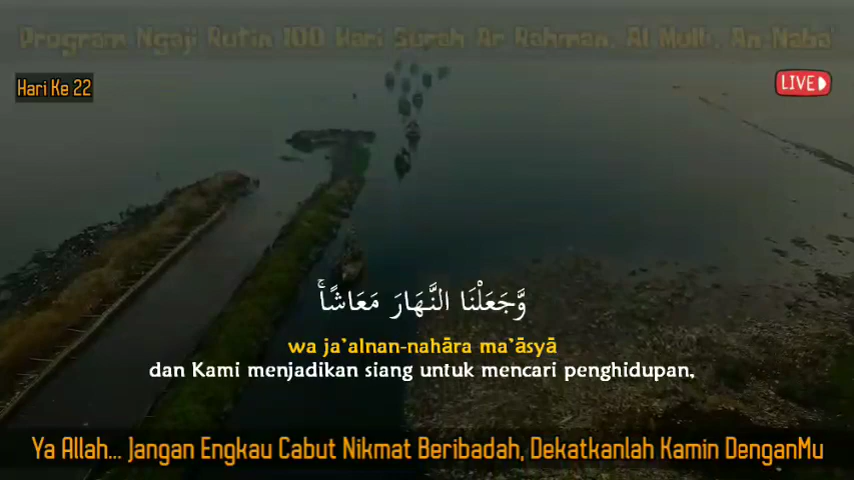 Program Ngaji Rutin 100 Hari Surah Ar Rahman, Al Mulk, An-Naba'
Hari Ke 22
LIVE
وَّجَعَلْنَا النَّهَارَ مَعَاشًاۚ
wa ja'alnan-nahāra ma'āsyā
dan Kami menjadikan siang untuk mencari penghidupan,
Ya Allah... Jangan Engkau Cabut Nikmat Beribadah, Dekatkanlah Kamin DenganMu